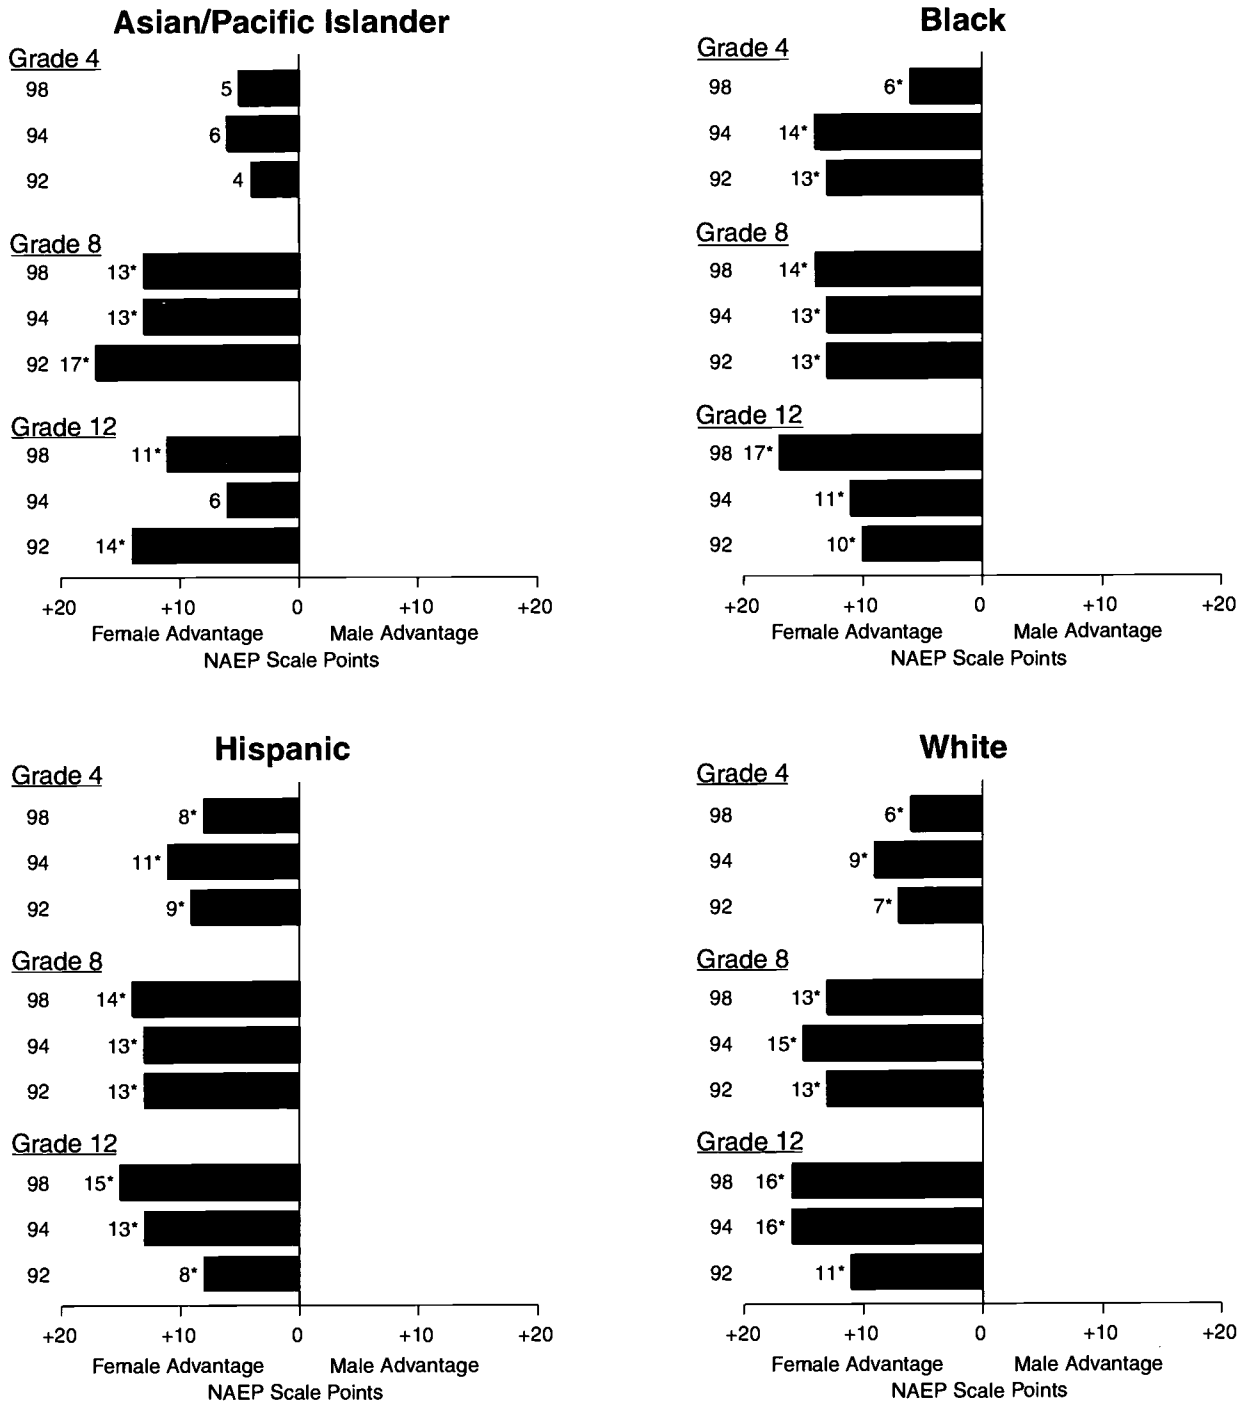 Asian/Pacific Islander
Grade 4
98 5
94 6
92 4
Grade 8
98 13*
94 13*
92 17*
Grade 12
98 11*
94 6
92 14*
+20 +10 0 +10 +20
Female Advantage Male Advantage
NAEP Scale Points
Black
Grade 4
98 6*
94 14*
92 13*
Grade 8
98 14*
94 13*
92 13*
Grade 12
98 17*
94 11*
92 10*
+20 +10 0 +10 +20
Female Advantage Male Advantage
NAEP Scale Points
Hispanic
Grade 4
98 8*
94 11*
92 9*
Grade 8
98 14*
94 13*
92 13*
Grade 12
98 15*
94 13*
92 8*
+20 +10 0 +10 +20
Female Advantage Male Advantage
NAEP Scale Points
White
Grade 4
98 6*
94 9*
92 7*
Grade 8
98 13*
94 15*
92 13*
Grade 12
98 16*
94 16*
92 11*
+20 +10 0 +10 +20
Female Advantage Male Advantage
NAEP Scale Points